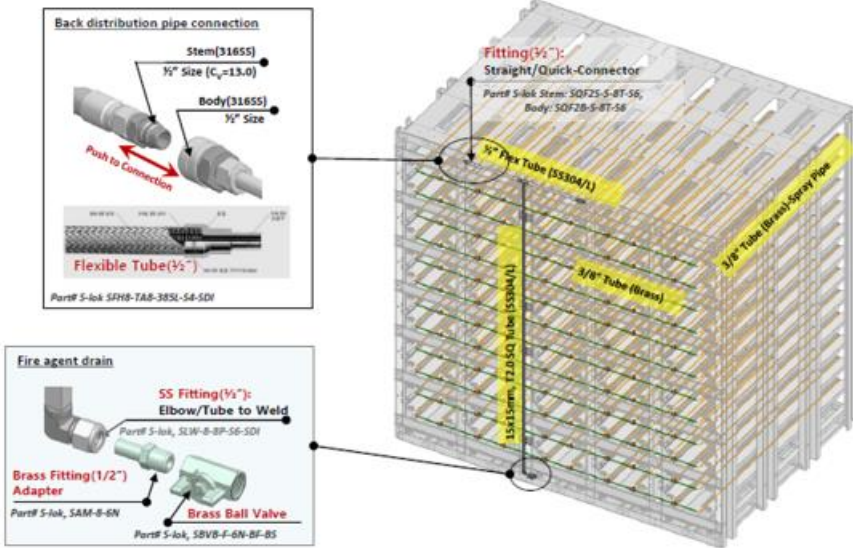 Back distribution pipe connection
Stem(316SS)
½" Size (Cv=13.0)
Body(316SS)
½" Size
Push to Connection
Flexible Tube(½")
Part# S-lok SFH8-TA8-385L-S4-SDI
Fitting(½"):
Straight/Quick-Connector
Part# S-lok Stem: SQF2S-S-8T-S6,
Body: SQF2B-S-8T-S6
½" Flex Tube (SS304/1)
3/8" Tube (Brass)-Spray Pipe
3/8" Tube (Brass)
15x15mm, T2.0 SQ Tube (SS304/1)
Fire agent drain
SS Fitting(½"):
Elbow/Tube to Weld
Part# S-lok, SLW-8-8P-S6-SDI
Brass Fitting(1/2")
Adapter
Part# S-lok, SAM-8-6N
Brass Ball Valve
Part# S-lok, SBVB-F-6N-BF-BS